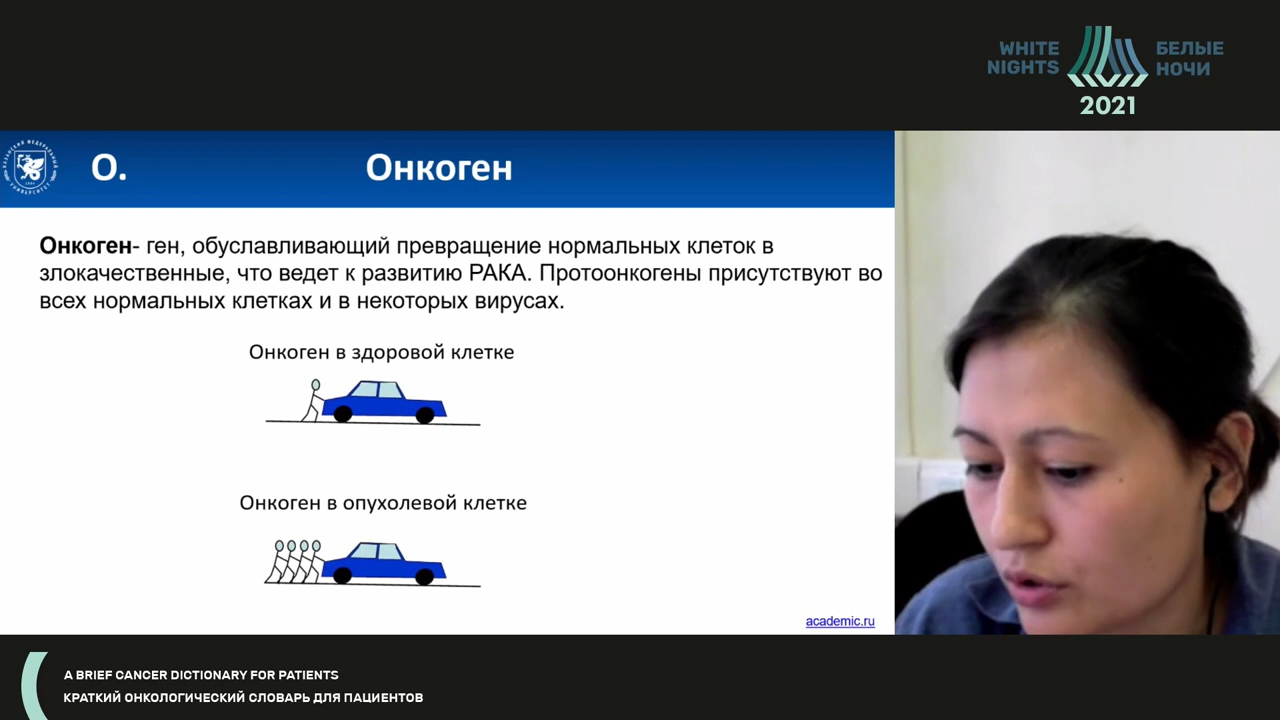 WHITE NIGHTS
БЕЛЫЕ НОЧИ
2021
О. Онкоген
Онкоген- ген, обуславливающий превращение нормальных клеток в
злокачественные, что ведет к развитию РАКА. Протоонкогены присутствуют во
всех нормальных клетках и в некоторых вирусах.
Онкоген в здоровой клетке
Онкоген в опухолевой клетке
academic.ru
A BRIEF CANCER DICTIONARY FOR PATIENTS
КРАТКИЙ ОНКОЛОГИЧЕСКИЙ СЛОВАРЬ ДЛЯ ПАЦИЕНТОВ